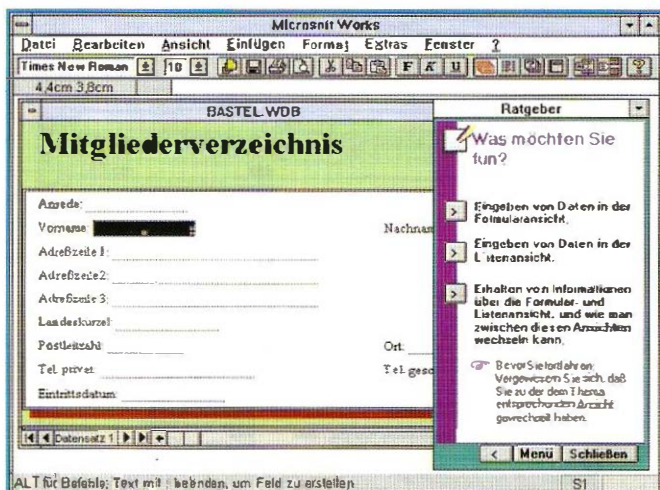 Microsoft Works
Datei Bearbeiten Ansicht Einfügen Format Extras Fenster ?
Times New Roman 10 F K U
4,4cm 3,8cm
BASTEL.WDB
Mitgliederverzeichnis
Anrede:
Vorname:
Nachnam
Adreßzeile 1:
Adreßzeile 2:
Adreßzeile 3:
Landeskürzel:
Postleitzahl:
Ort:
Tel. privat:
Tel. gesc
Eintrittsdatum:
Datensatz 1
Ratgeber
Was möchten Sie
tun?
Eingeben von Daten in der
Formularansicht.
Eingeben von Daten in der
Listenansicht.
Erhalten von Informationen
über die Formular- und
Listenansicht, und wie man
zwischen diesen Ansichten
wechseln kann.
Bevor Sie fortfahren:
Vergewissern Sie sich, daß
Sie zu der dem Thema
entsprechenden Ansicht
gewechselt haben.
< Menü Schließen
ALT für Befehle; Text mit : beenden, um Feld zu erstellen
S1